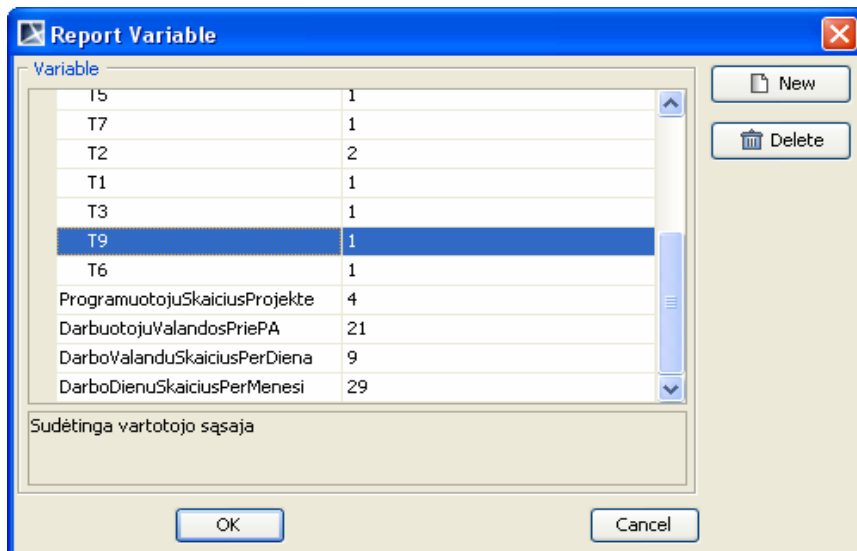 Report Variable
Variable
T5 1
T7 1
T2 2
T1 1
T3 1
T9 1
T6 1
ProgramuotojuSkaiciusProjekte 4
DarbuotojuValandosPriePA 21
DarboValanduSkaiciusPerDiena 9
DarboDienuSkaiciusPerMenesi 29
Sudėtinga vartotojo sąsaja
New
Delete
OK
Cancel